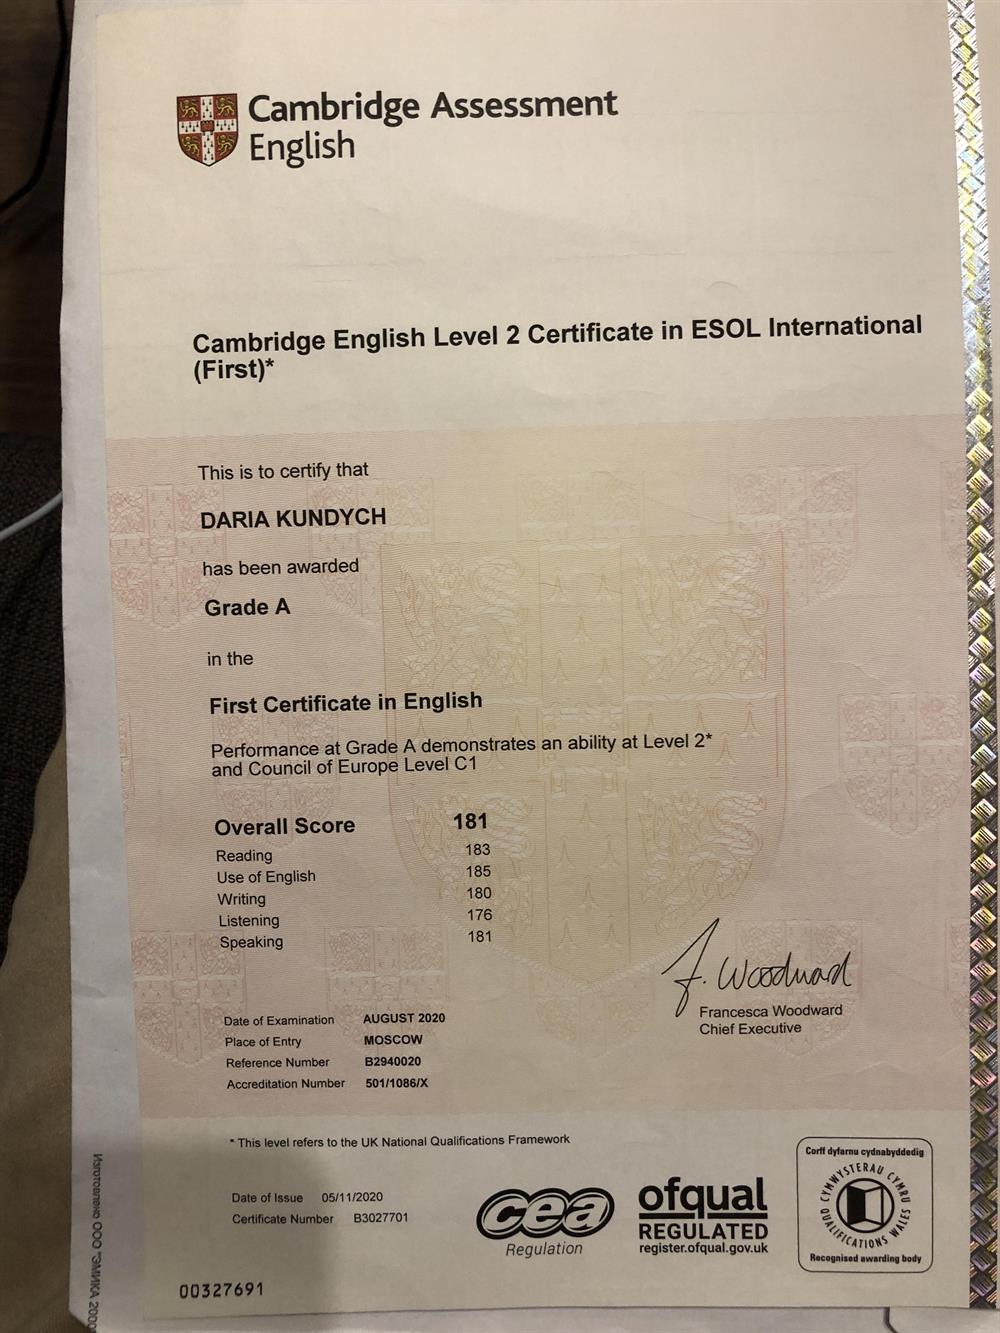 Cambridge Assessment
English
Cambridge English Level 2 Certificate in ESOL International
(First)*
This is to certify that
DARIA KUNDYCH
has been awarded
Grade A
in the
First Certificate in English
Performance at Grade A demonstrates an ability at Level 2*
and Council of Europe Level C1
Overall Score 181
Reading 183
Use of English 185
Writing 180
Listening 176
Speaking 181
F. Woodward
Francesca Woodward
Chief Executive
Date of Examination AUGUST 2020
Place of Entry MOSCOW
Reference Number B2940020
Accreditation Number 501/1086/X
* This level refers to the UK National Qualifications Framework
Date of Issue 05/11/2020
Certificate Number B3027701
cea
Regulation
ofqual
REGULATED
register.ofqual.gov.uk
Corff dyfarnu cydnabyddedig
CYMWYSTERAU CYMRU
QUALIFICATIONS WALES
Recognised awarding body
00327691
Изготовлено ООО "ЭМИКА 2000